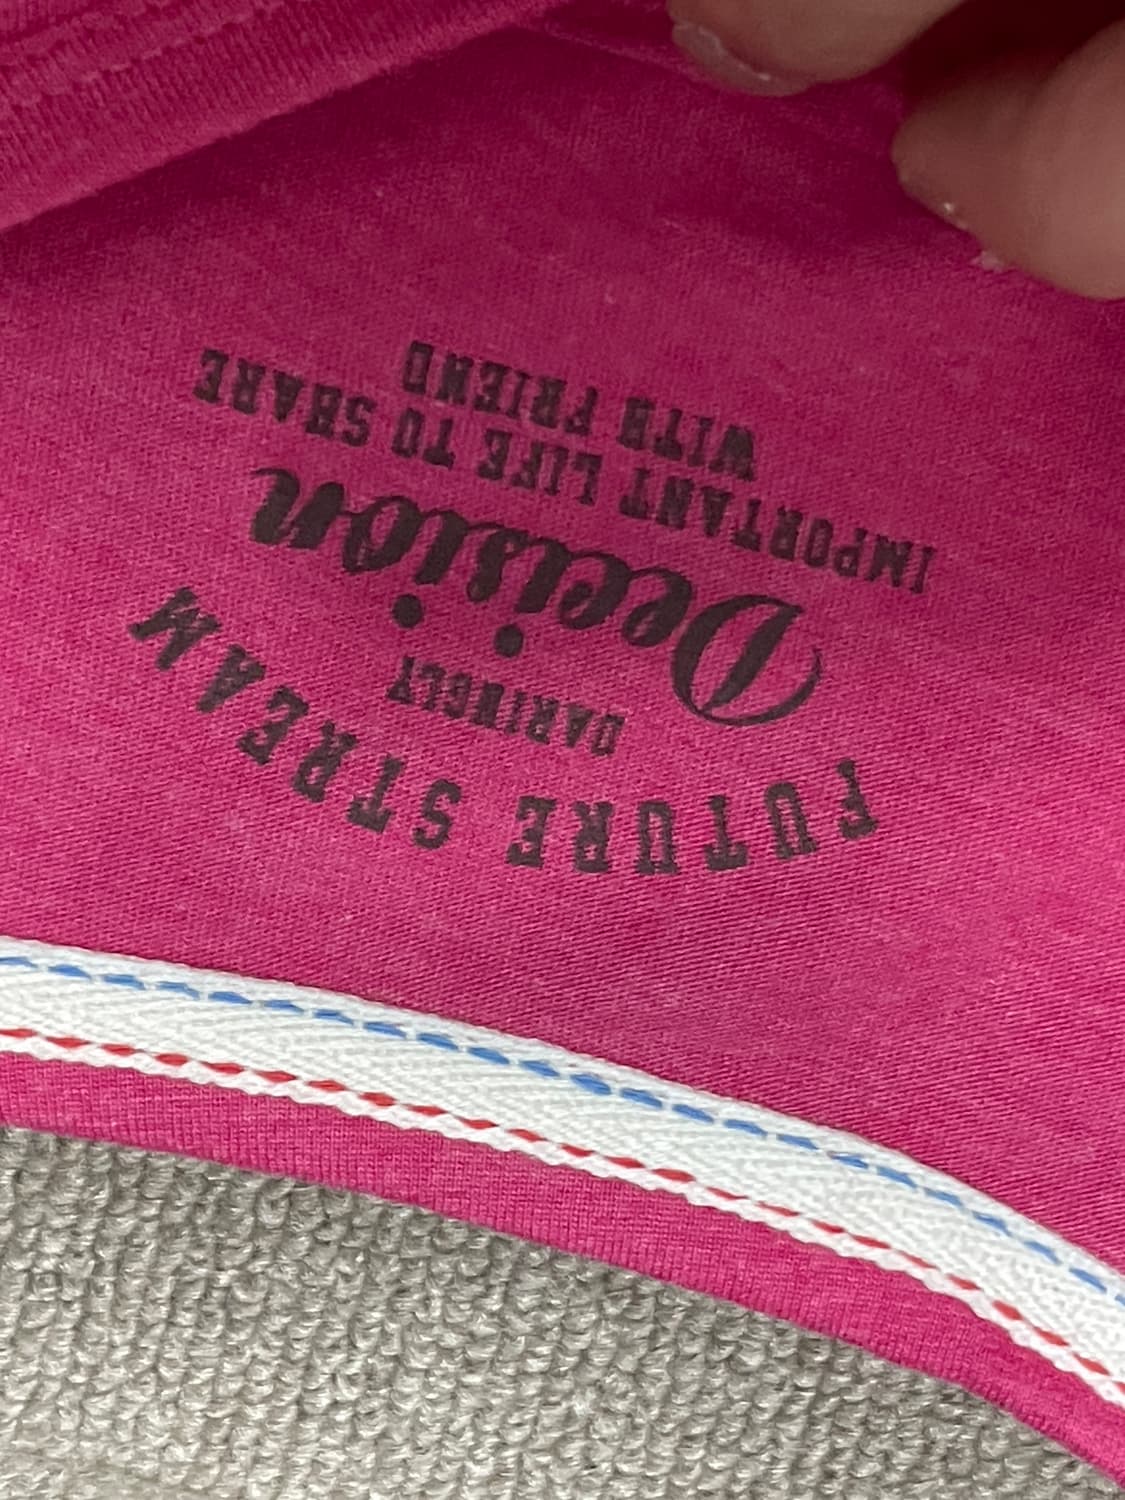 FUTURE STREAM
DARINGLY
Decision
IMPORTANT LIFE TO SHARE
WITH FRIEND